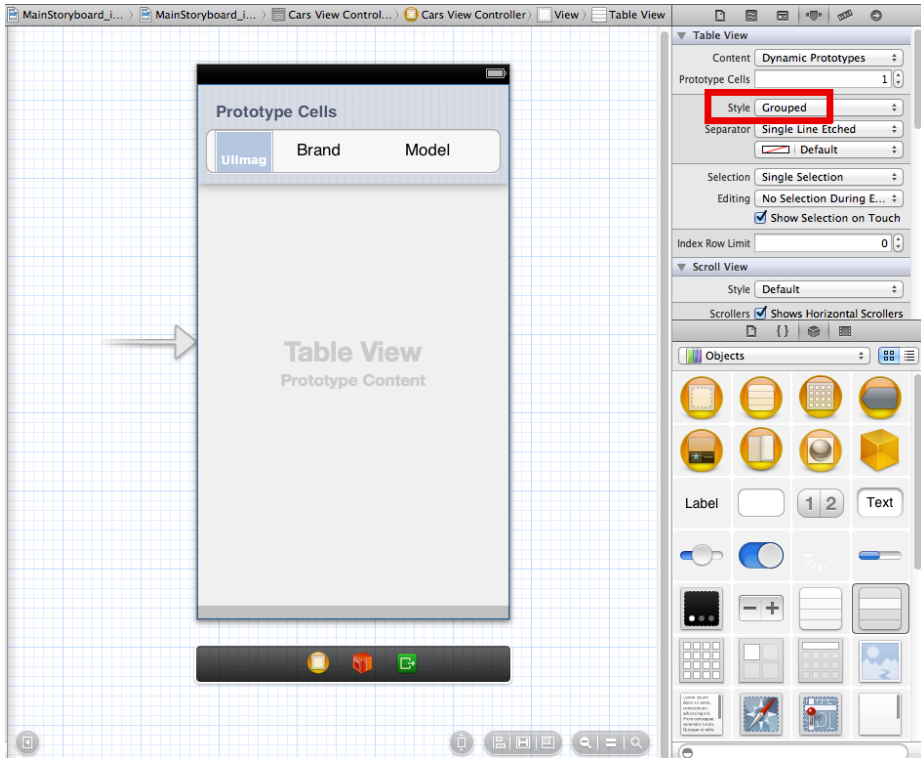 MainStoryboard_i... MainStoryboard_i... Cars View Control... Cars View Controller View Table View
Table View
Content Dynamic Prototypes
Prototype Cells 1
Style Grouped
Separator Single Line Etched
Default
Selection Single Selection
Editing No Selection During E...
Show Selection on Touch
Index Row Limit 0
Scroll View
Style Default
Scrollers Shows Horizontal Scrollers
Prototype Cells
UIImag Brand Model
Table View
Prototype Content
{ } 
Objects
Label 1 2 Text